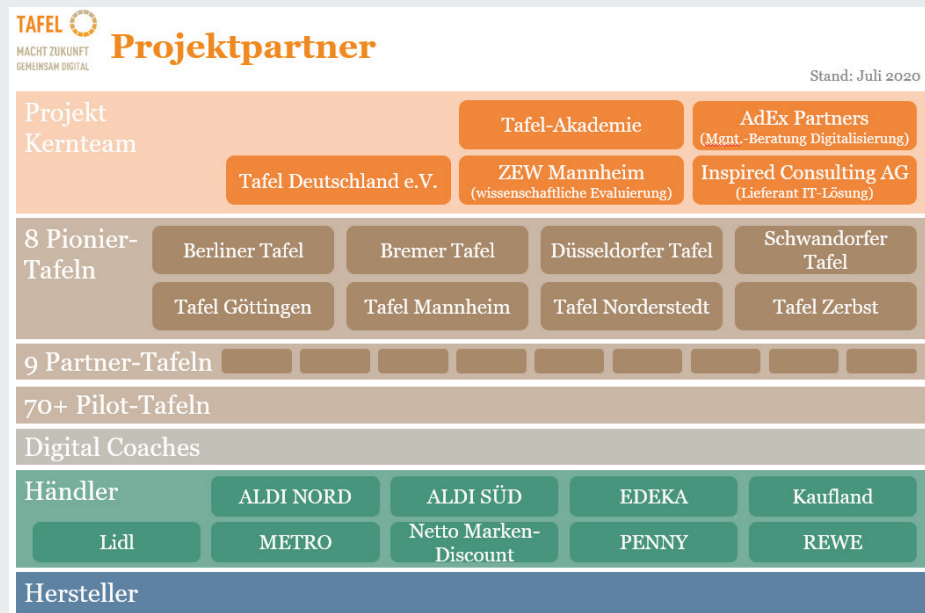 TAFEL
MACHT ZUKUNFT
GEMEINSAM DIGITAL
Projektpartner
Stand: Juli 2020
Projekt
Kernteam
Tafel-Akademie
AdEx Partners
(Mgnt.-Beratung Digitalisierung)
Tafel Deutschland e.V.
ZEW Mannheim
(wissenschaftliche Evaluierung)
Inspired Consulting AG
(Lieferant IT-Lösung)
8 Pionier-
Tafeln
Berliner Tafel
Bremer Tafel
Düsseldorfer Tafel
Schwandorfer
Tafel
Tafel Göttingen
Tafel Mannheim
Tafel Norderstedt
Tafel Zerbst
9 Partner-Tafeln
70+ Pilot-Tafeln
Digital Coaches
Händler
ALDI NORD
ALDI SÜD
EDEKA
Kaufland
Lidl
METRO
Netto Marken-
Discount
PENNY
REWE
Hersteller